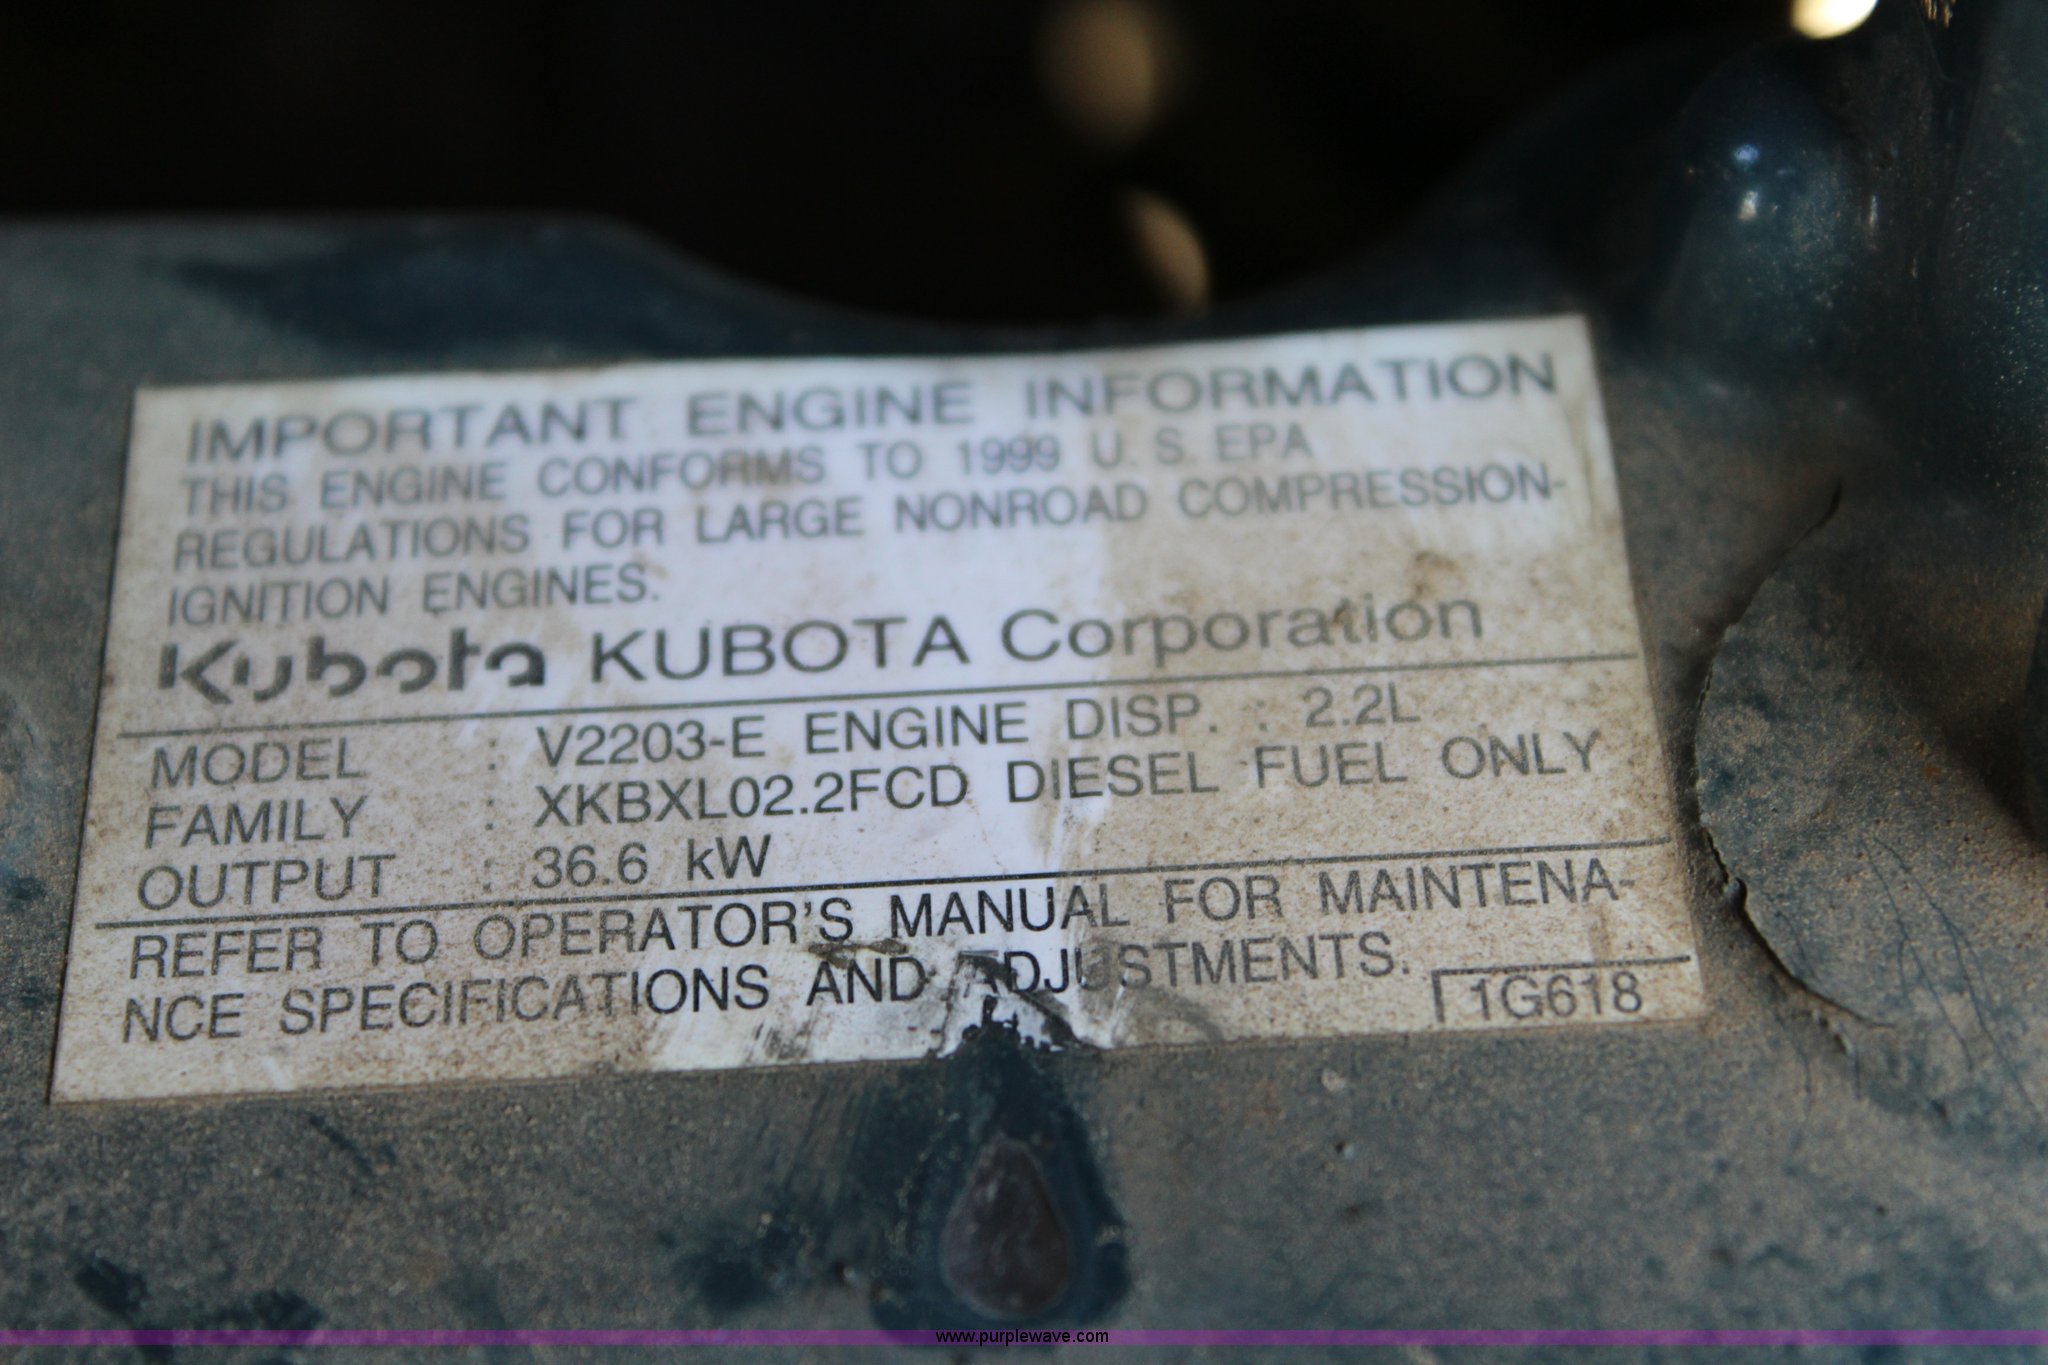 IMPORTANT ENGINE INFORMATION
THIS ENGINE CONFORMS TO 1999 U.S. EPA
REGULATIONS FOR LARGE NONROAD COMPRESSION-
IGNITION ENGINES.
Kubota KUBOTA Corporation
MODEL : V2203-E ENGINE DISP. : 2.2L
FAMILY : XKBXL02.2FCD DIESEL FUEL ONLY
OUTPUT : 36.6 kW
REFER TO OPERATOR'S MANUAL FOR MAINTENA-
NCE SPECIFICATIONS AND ADJUSTMENTS.
1G618
www.purplewave.com